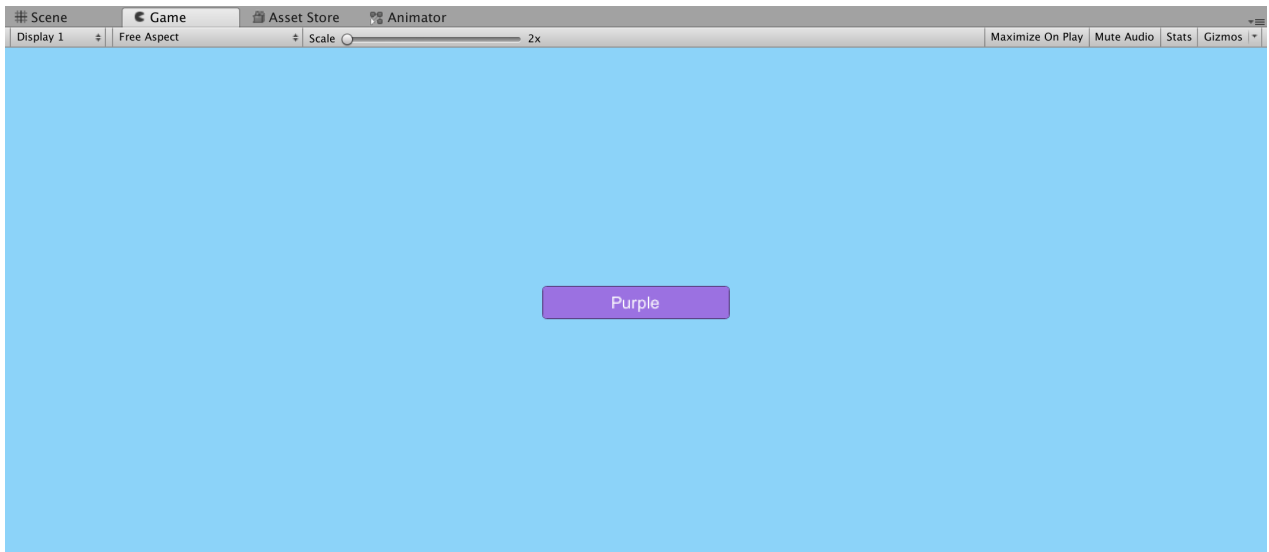 Scene Game Asset Store Animator
Display 1 Free Aspect Scale 2x Maximize On Play Mute Audio Stats Gizmos
Purple